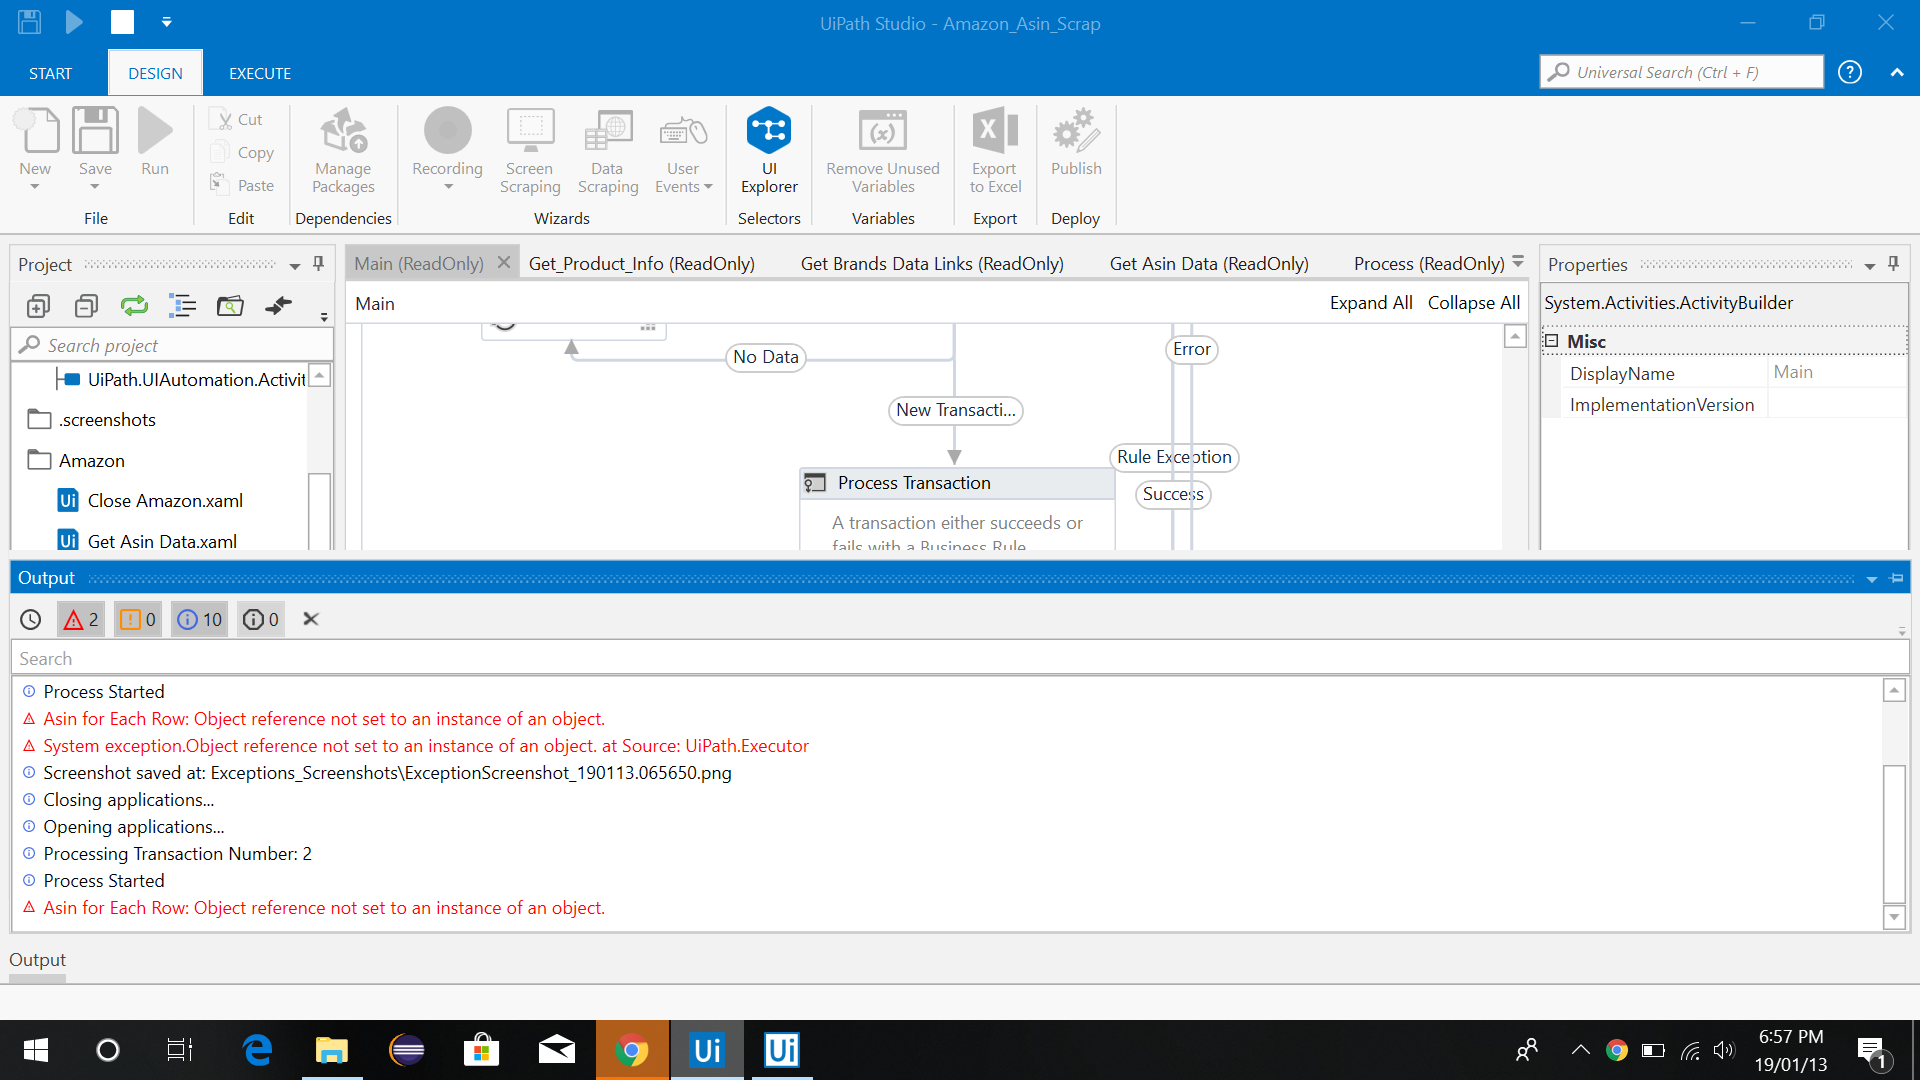 UiPath Studio - Amazon_Asin_Scrap
START DESIGN EXECUTE
Universal Search (Ctrl + F)
New
Save
Run
File
Cut
Copy
Paste
Edit
Manage Packages
Dependencies
Recording
Screen Scraping
Data Scraping
User Events
Wizards
UI Explorer
Selectors
Remove Unused Variables
Variables
Export to Excel
Export
Publish
Deploy
Project
Search project
UiPath.UIAutomation.Activit
.screenshots
Amazon
Ui Close Amazon.xaml
Ui Get Asin Data.xaml
Main (ReadOnly) Get_Product_Info (ReadOnly) Get Brands Data Links (ReadOnly) Get Asin Data (ReadOnly) Process (ReadOnly)
Main Expand All Collapse All
No Data
Error
New Transacti...
Rule Exception
Success
Process Transaction
A transaction either succeeds or
fails with a Business Rule
Properties
System.Activities.ActivityBuilder
Misc
DisplayName Main
ImplementationVersion
Output
2 0 10 0
Search
Process Started
Asin for Each Row: Object reference not set to an instance of an object.
System exception.Object reference not set to an instance of an object. at Source: UiPath.Executor
Screenshot saved at: Exceptions_Screenshots\ExceptionScreenshot_190113.065650.png
Closing applications...
Opening applications...
Processing Transaction Number: 2
Process Started
Asin for Each Row: Object reference not set to an instance of an object.
Output
Ui Ui
6:57 PM
19/01/13
1